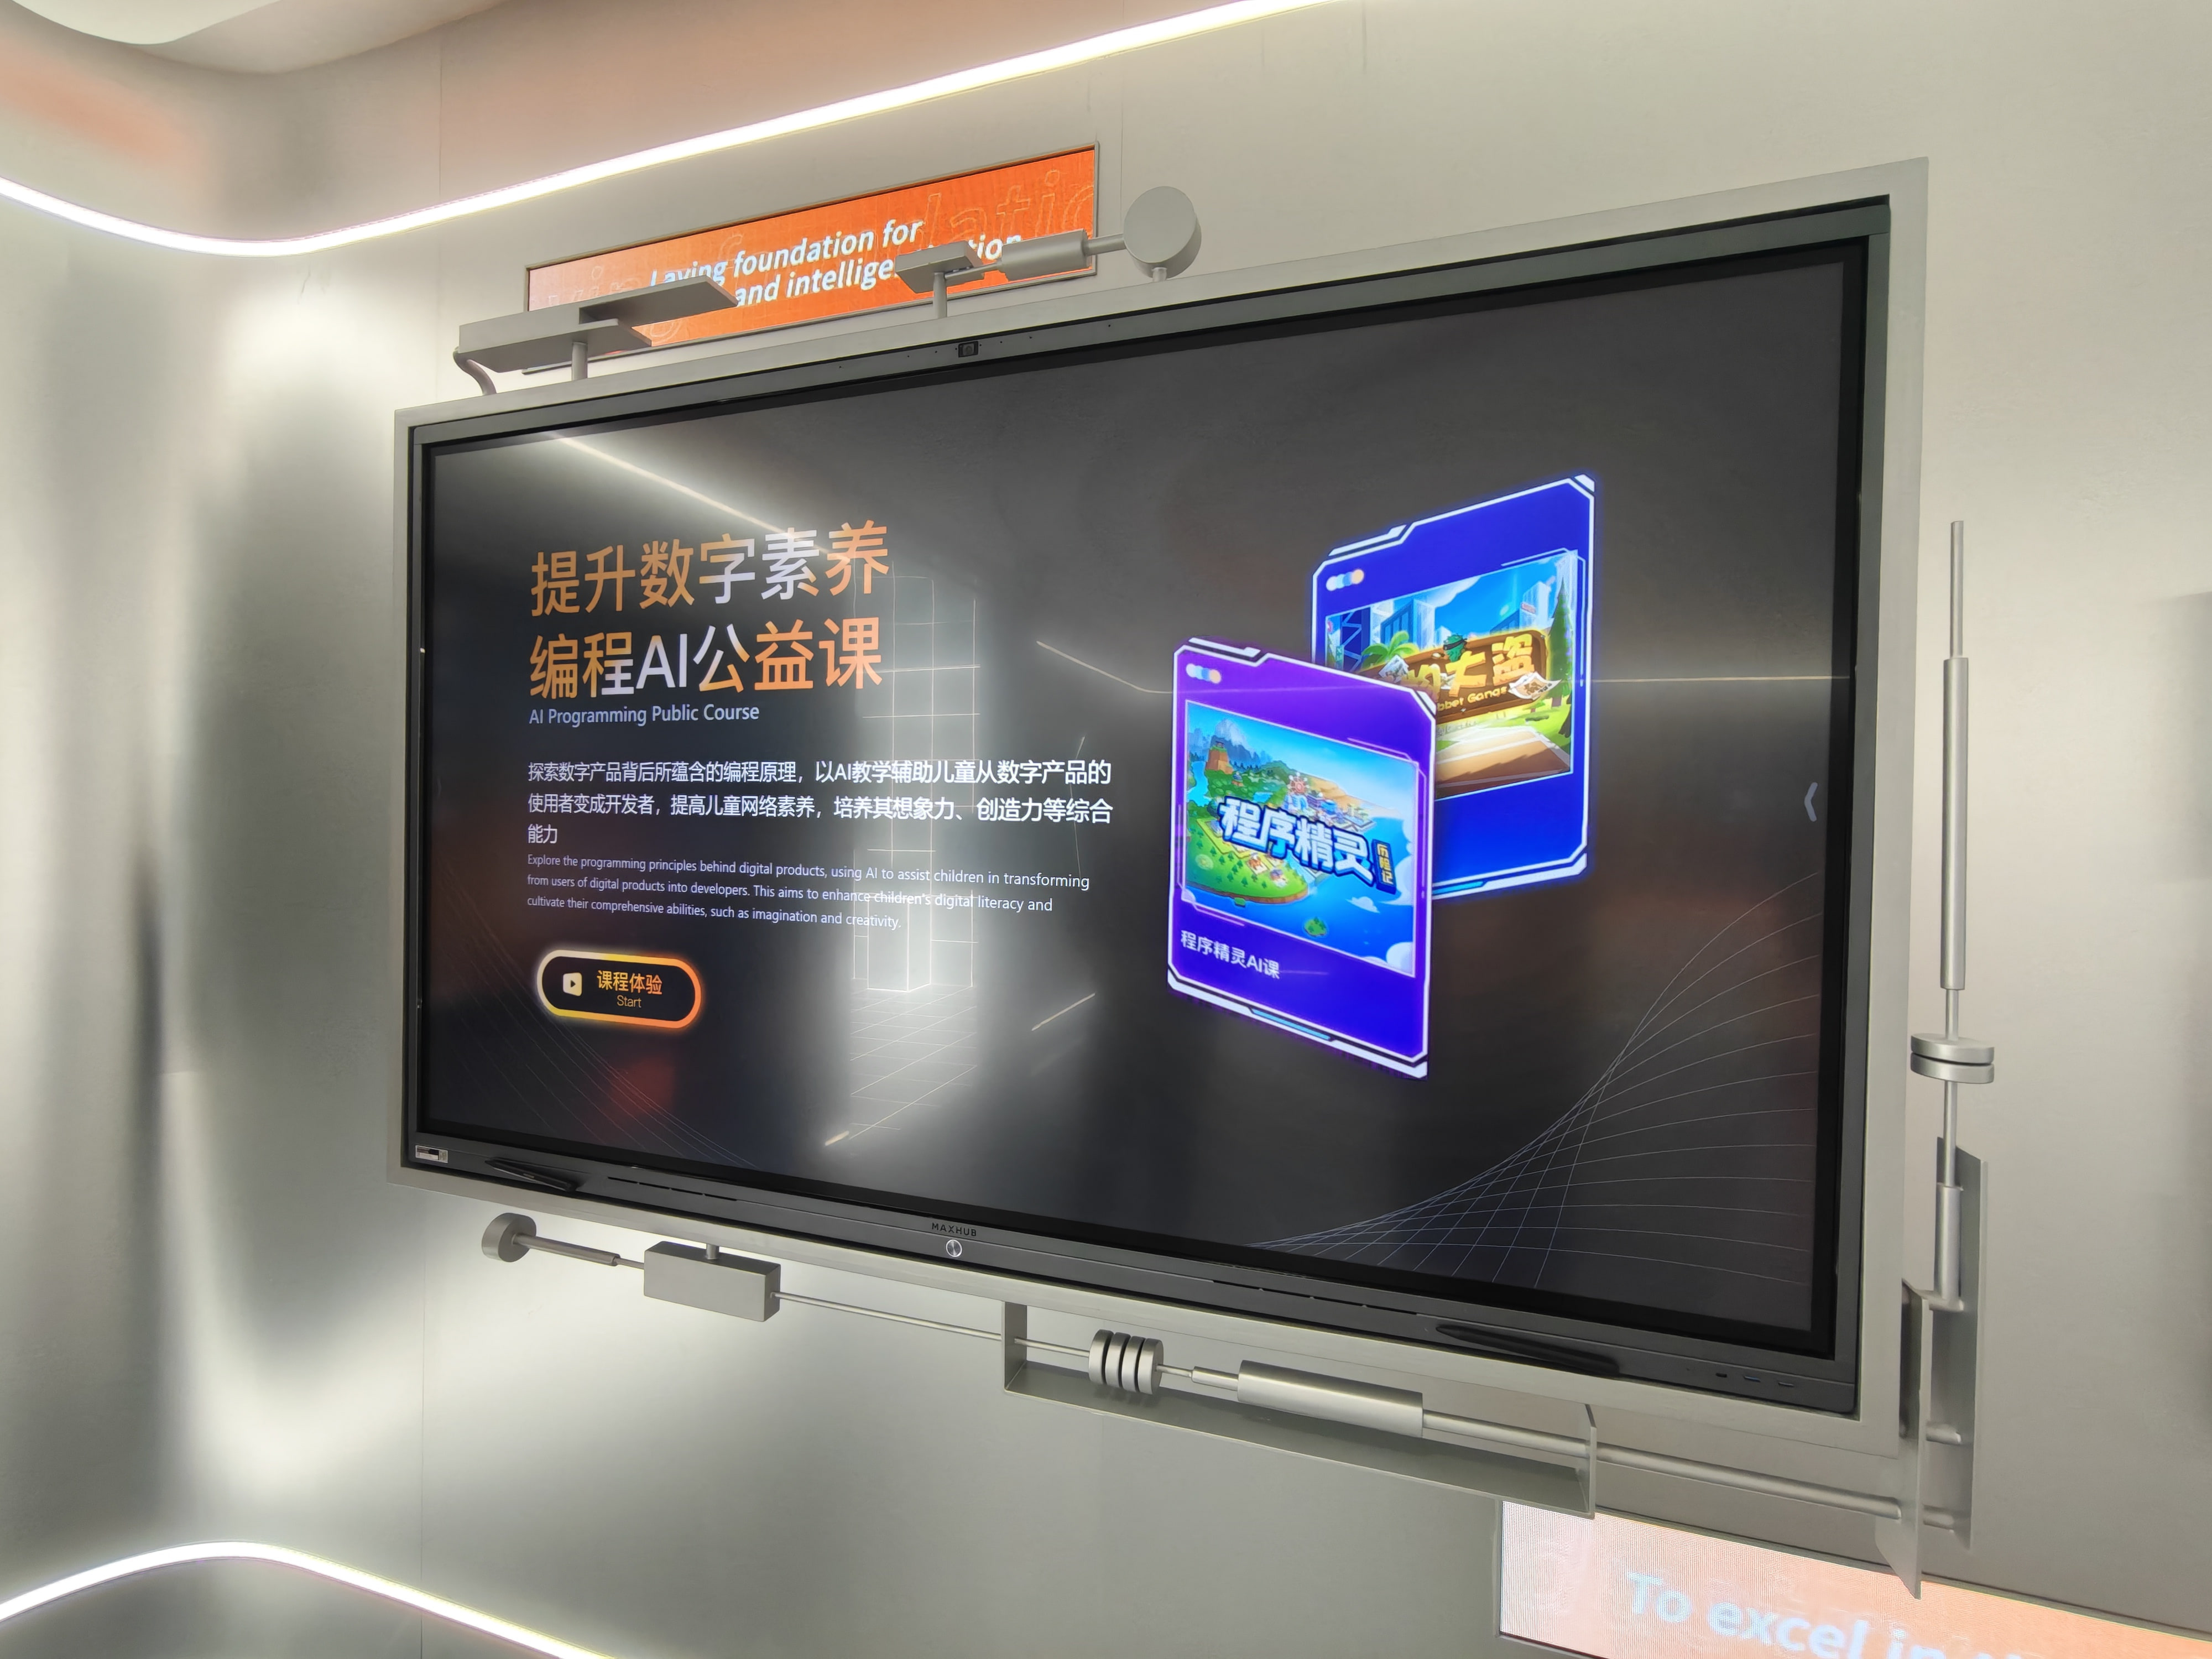 Laying foundation for
and
提升数字素养
编程AI公益课
AI Programming Public Course
探索数字产品背后所蕴含的编程原理，以AI教学辅助儿童从数字产品的
使用者变成开发者，提高儿童网络素养，培养其想象力、创造力等综合
能力
Explore the programming principles behind digital products, using AI to assist children in transforming
from users of digital products into developers. This aims to enhance children's digital literacy and
cultivate their comprehensive abilities, such as imagination and creativity.
课程体验
Start
大盗
程序精灵
历险记
程序精灵AI课
MAXHUB
To excel in